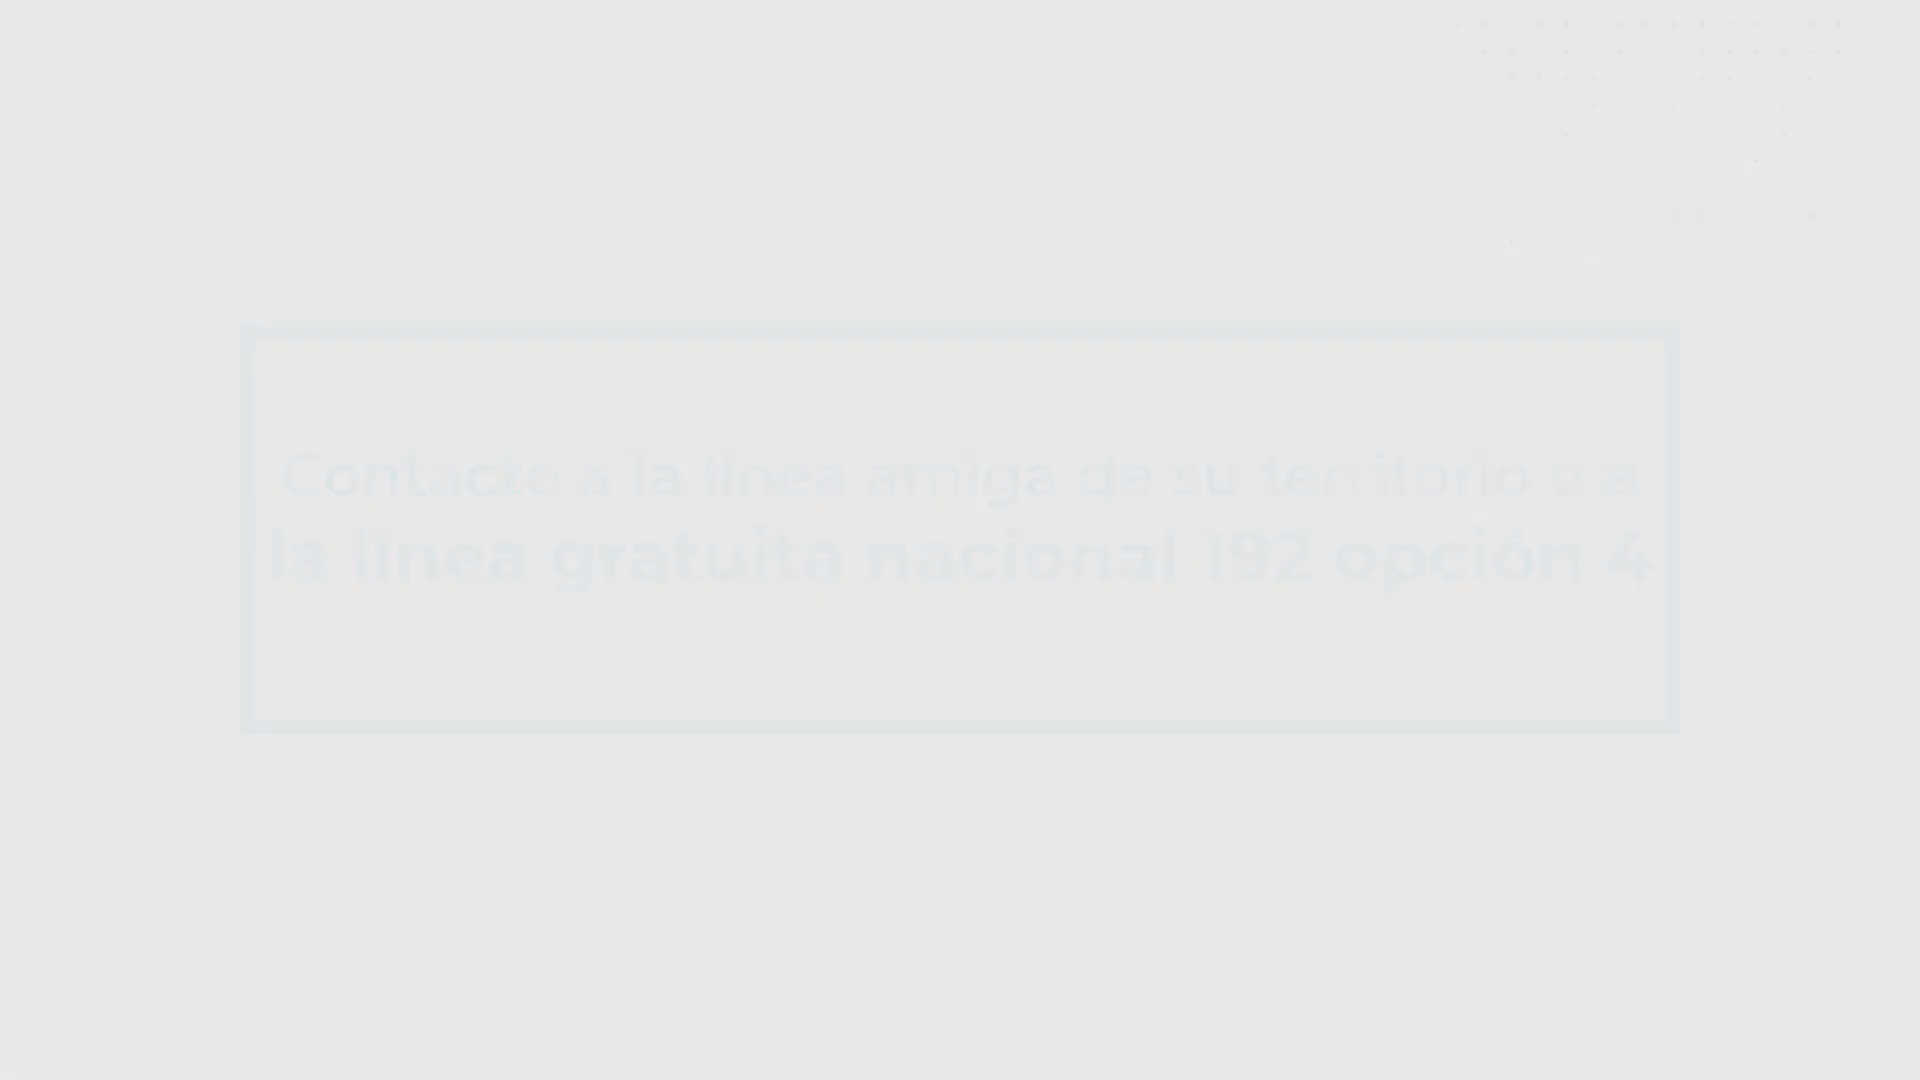 Contacte a la línea amiga de su territorio o a
la línea gratuita nacional 192 opción 4